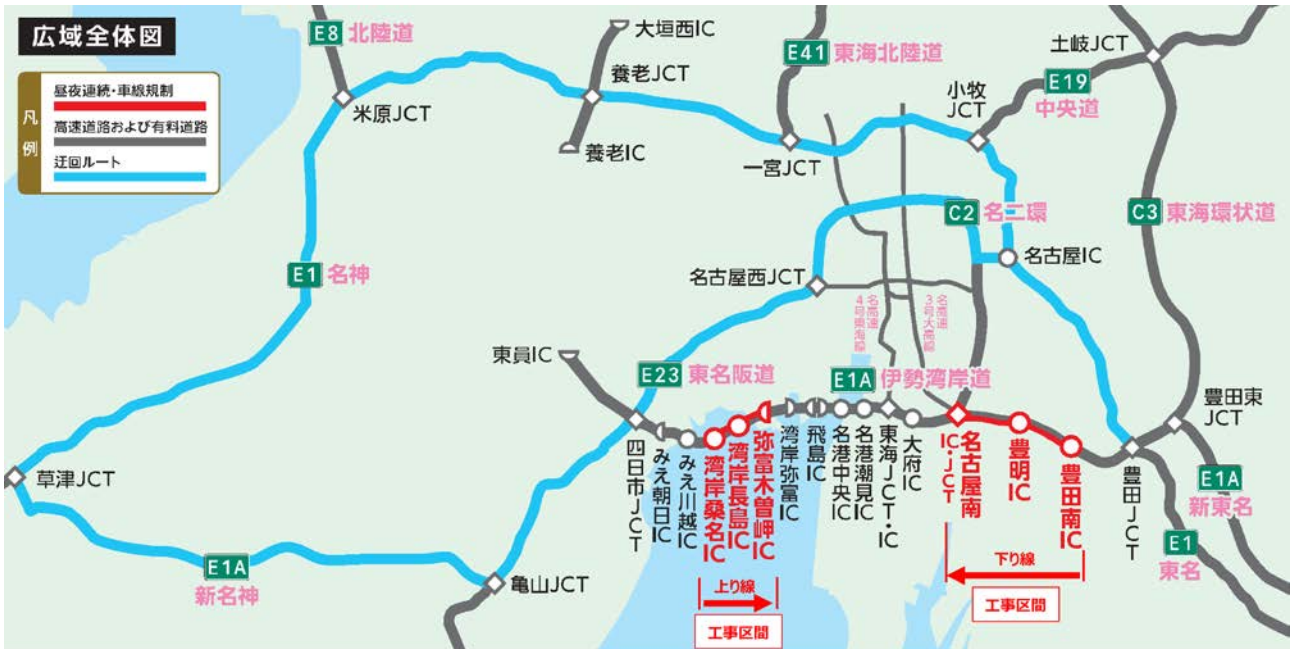 広域全体図
凡例
昼夜連続・車線規制
高速道路および有料道路
迂回ルート
E8 北陸道
大垣西IC
養老JCT
米原JCT
養老IC
E41 東海北陸道
一宮JCT
小牧
JCT
土岐JCT
E19
中央道
C2 名二環
C3 東海環状道
名古屋IC
E1 名神
名古屋西JCT
名高速
4号東海線
名高速
3号大高線
東員IC
E23 東名阪道
E1A 伊勢湾岸道
豊田東
JCT
草津JCT
四日市JCT
みえ朝日IC
みえ川越IC
湾岸桑名IC
湾岸長島IC
弥富木曽岬IC
湾岸弥富IC
飛島IC
名港中央IC
名港潮見IC
東海JCT・IC
大府IC
名古屋南
IC・JCT
豊明IC
豊田南IC
豊田JCT
E1A
新東名
E1
東名
E1A
新名神
亀山JCT
上り線
工事区間
下り線
工事区間